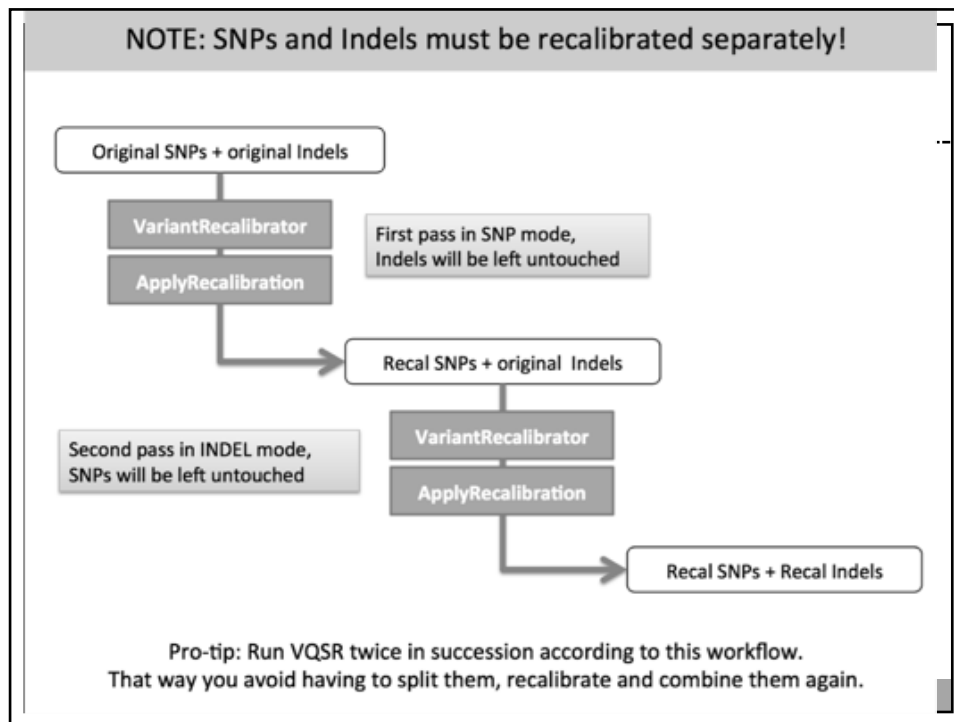 NOTE: SNPs and Indels must be recalibrated separately!
Original SNPs + original Indels
VariantRecalibrator
ApplyRecalibration
First pass in SNP mode,
Indels will be left untouched
Recal SNPs + original Indels
Second pass in INDEL mode,
SNPs will be left untouched
VariantRecalibrator
ApplyRecalibration
Recal SNPs + Recal Indels
Pro-tip: Run VQSR twice in succession according to this workflow.
That way you avoid having to split them, recalibrate and combine them again.